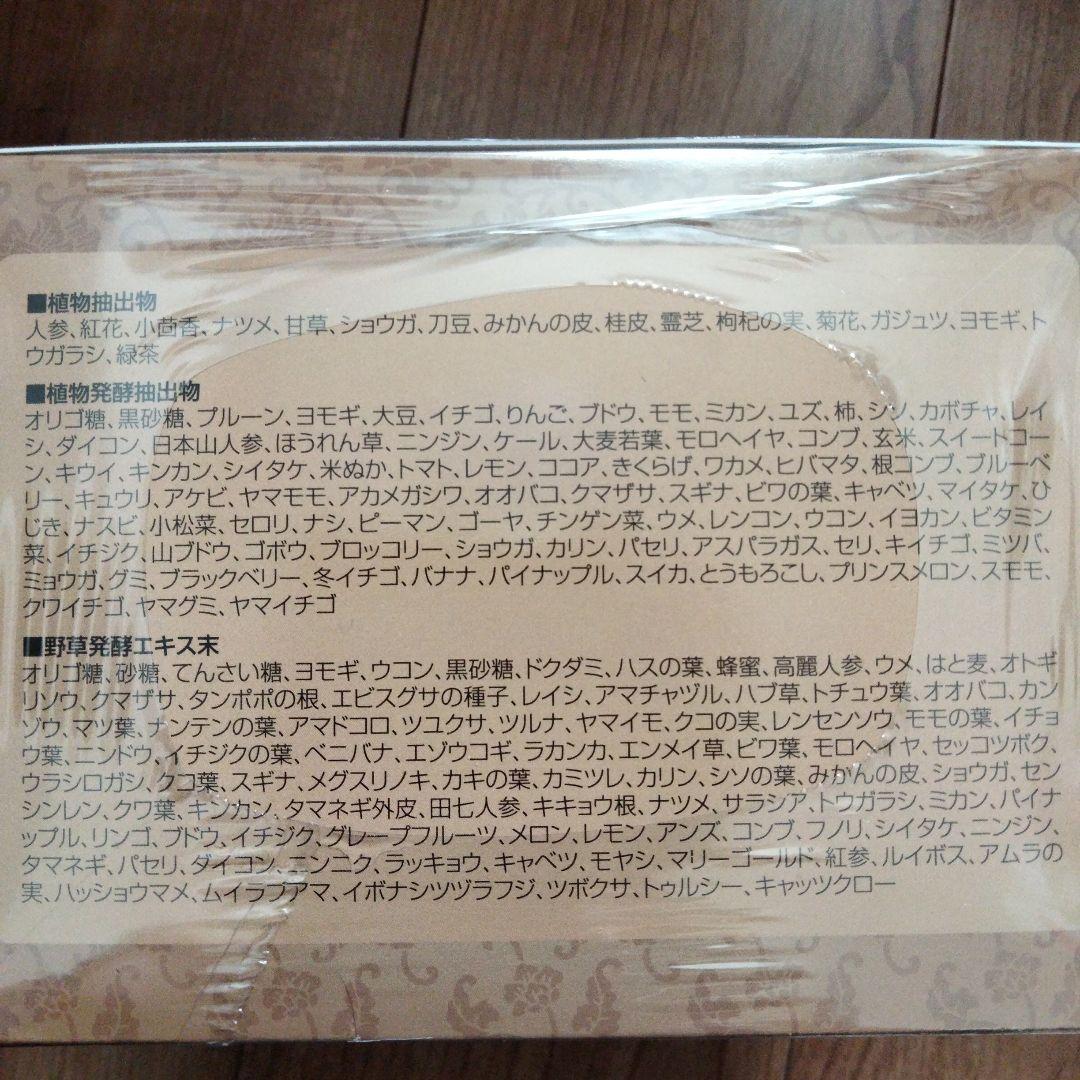 ■植物抽出物
人参、紅花、小茴香、ナツメ、甘草、ショウガ、刀豆、みかんの皮、桂皮、霊芝、枸杞の実、菊花、ガジュツ、ヨモギ、ト
ウガラシ、緑茶
■植物発酵抽出物
オリゴ糖、黒砂糖、プルーン、ヨモギ、大豆、イチゴ、りんご、ブドウ、モモ、ミカン、ユズ、柿、シソ、カボチャ、レイ
シ、ダイコン、日本山人参、ほうれん草、ニンジン、ケール、大麦若葉、モロヘイヤ、コンブ、玄米、スイートコー
ン、キウイ、キンカン、シイタケ、米ぬか、トマト、レモン、ココア、きくらげ、ワカメ、ヒバマタ、根コンブ、ブルーベ
リー、キュウリ、アケビ、ヤマモモ、アカメガシワ、オオバコ、クマザサ、スギナ、ビワの葉、キャベツ、マイタケ、ひ
じき、ナスビ、小松菜、セロリ、ナシ、ピーマン、ゴーヤ、チンゲン菜、ウメ、レンコン、ウコン、イヨカン、ビタミン
菜、イチジク、山ブドウ、ゴボウ、ブロッコリー、ショウガ、カリン、パセリ、アスパラガス、セリ、キイチゴ、ミツバ、
ミョウガ、グミ、ブラックベリー、冬イチゴ、バナナ、パイナップル、スイカ、とうもろこし、プリンスメロン、スモモ、
クワイチゴ、ヤマグミ、ヤマイチゴ
■野草発酵エキス末
オリゴ糖、砂糖、てんさい糖、ヨモギ、ウコン、黒砂糖、ドクダミ、ハスの葉、蜂蜜、高麗人参、ウメ、はと麦、オトギ
リソウ、クマザサ、タンポポの根、エビスグサの種子、レイシ、アマチャヅル、ハブ草、トチュウ葉、オオバコ、カン
ゾウ、マツ葉、ナンテンの葉、アマドコロ、ツユクサ、ツルナ、ヤマイモ、クコの実、レンセンソウ、モモの葉、イチョ
ウ葉、ニンドウ、イチジクの葉、ベニバナ、エゾウコギ、ラカンカ、エンメイ草、ビワ葉、モロヘイヤ、セッコツボク、
ウラシロガシ、クコ葉、スギナ、メグスリノキ、カキの葉、カミツレ、カリン、シソの葉、みかんの皮、ショウガ、セン
シンレン、クワ葉、キンカン、タマネギ外皮、田七人参、キキョウ根、ナツメ、サラシア、トウガラシ、ミカン、パイナ
ップル、リンゴ、ブドウ、イチジク、グレープフルーツ、メロン、レモン、アンズ、コンブ、フノリ、シイタケ、ニンジン、
タマネギ、パセリ、ダイコン、ニンニク、ラッキョウ、キャベツ、モヤシ、マリーゴールド、紅参、ルイボス、アムラの
実、ハッショウマメ、ムイラプアマ、イボナシツヅラフジ、ツボクサ、トゥルシー、キャッツクロー